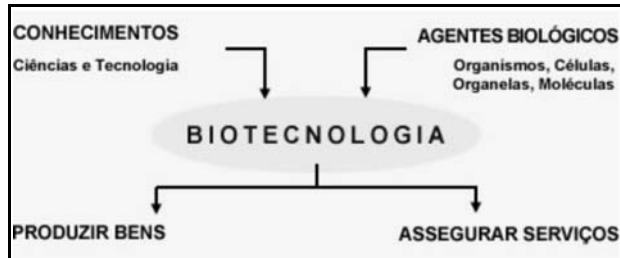 CONHECIMENTOS
Ciências e Tecnologia
AGENTES BIOLÓGICOS
Organismos, Células,
Organelas, Moléculas
BIOTECNOLOGIA
PRODUZIR BENS
ASSEGURAR SERVIÇOS